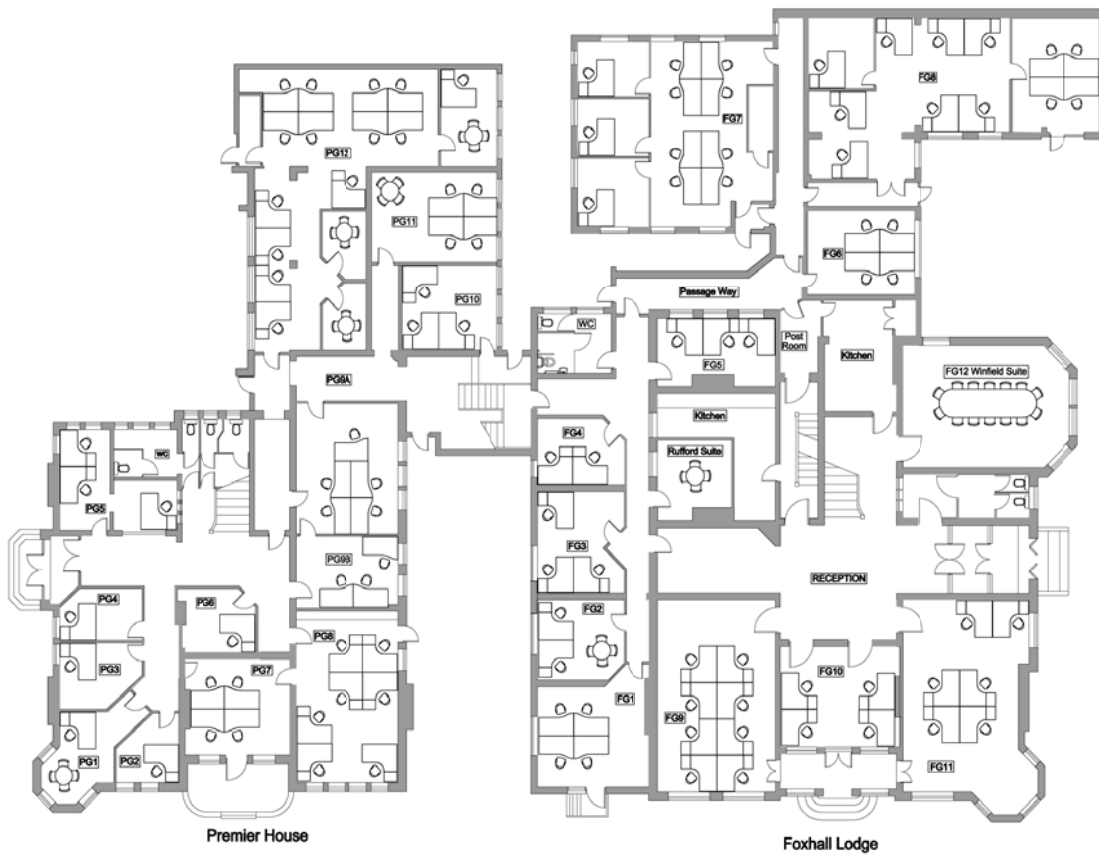 FG8
FG7
PG12
PG11
FG6
PG10
Passage Way
WC
Post
Room
Kitchen
FG5
FG12 Winfield Suite
PG9A
Kitchen
FG4
Rufford Suite
WC
PG5
FG3
PG9B
RECEPTION
PG4
PG6
FG2
PG8
PG3
PG7
FG10
FG1
FG9
PG1
PG2
FG11
Premier House
Foxhall Lodge